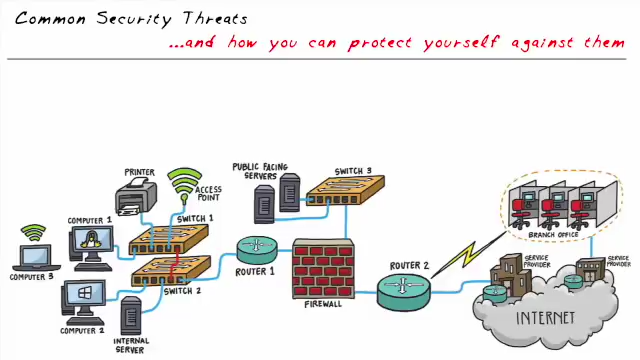 Common Security Threats
...and how you can protect yourself against them
PRINTER
ACCESS
POINT
PUBLIC FACING
SERVERS
SWITCH 3
COMPUTER 1
SWITCH 1
COMPUTER 3
ROUTER 1
SWITCH 2
COMPUTER 2
INTERNAL
SERVER
FIREWALL
ROUTER 2
BRANCH OFFICE
SERVICE
PROVIDER
SERVICE
PROVIDER
INTERNET